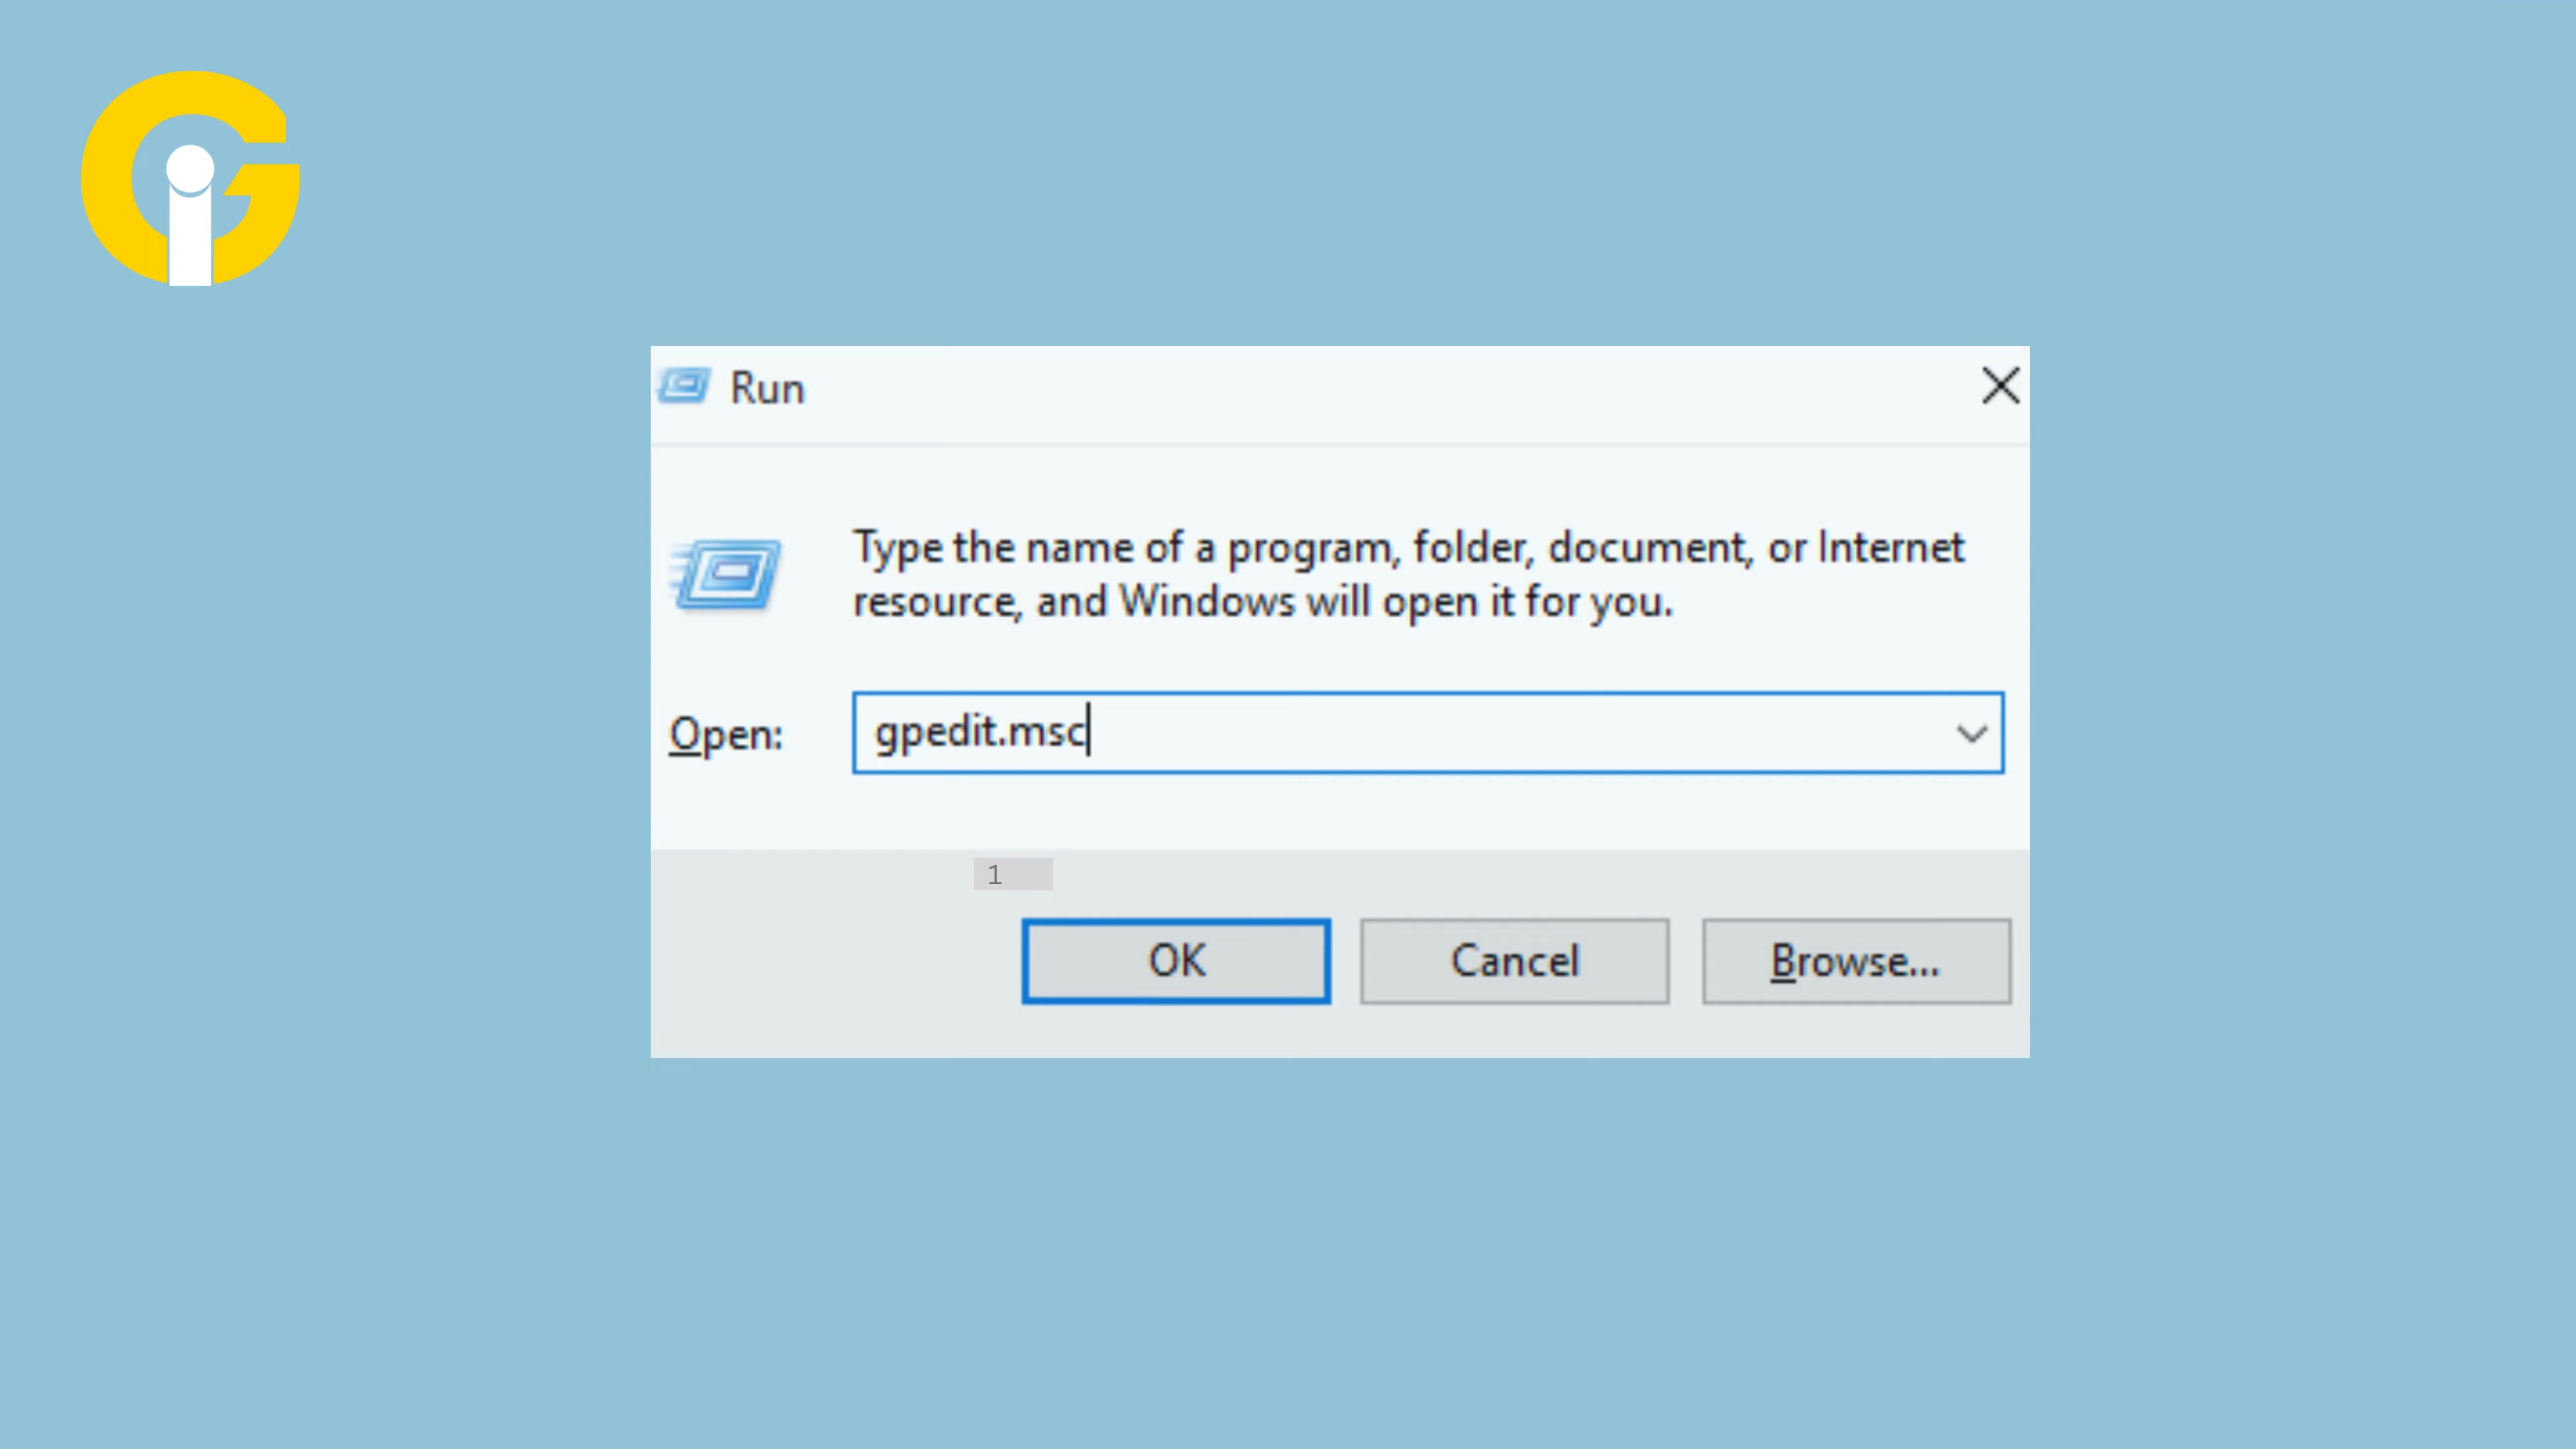 Gi
Run
Type the name of a program, folder, document, or Internet
resource, and Windows will open it for you.
Open: gpedit.msc
1
OK Cancel Browse...